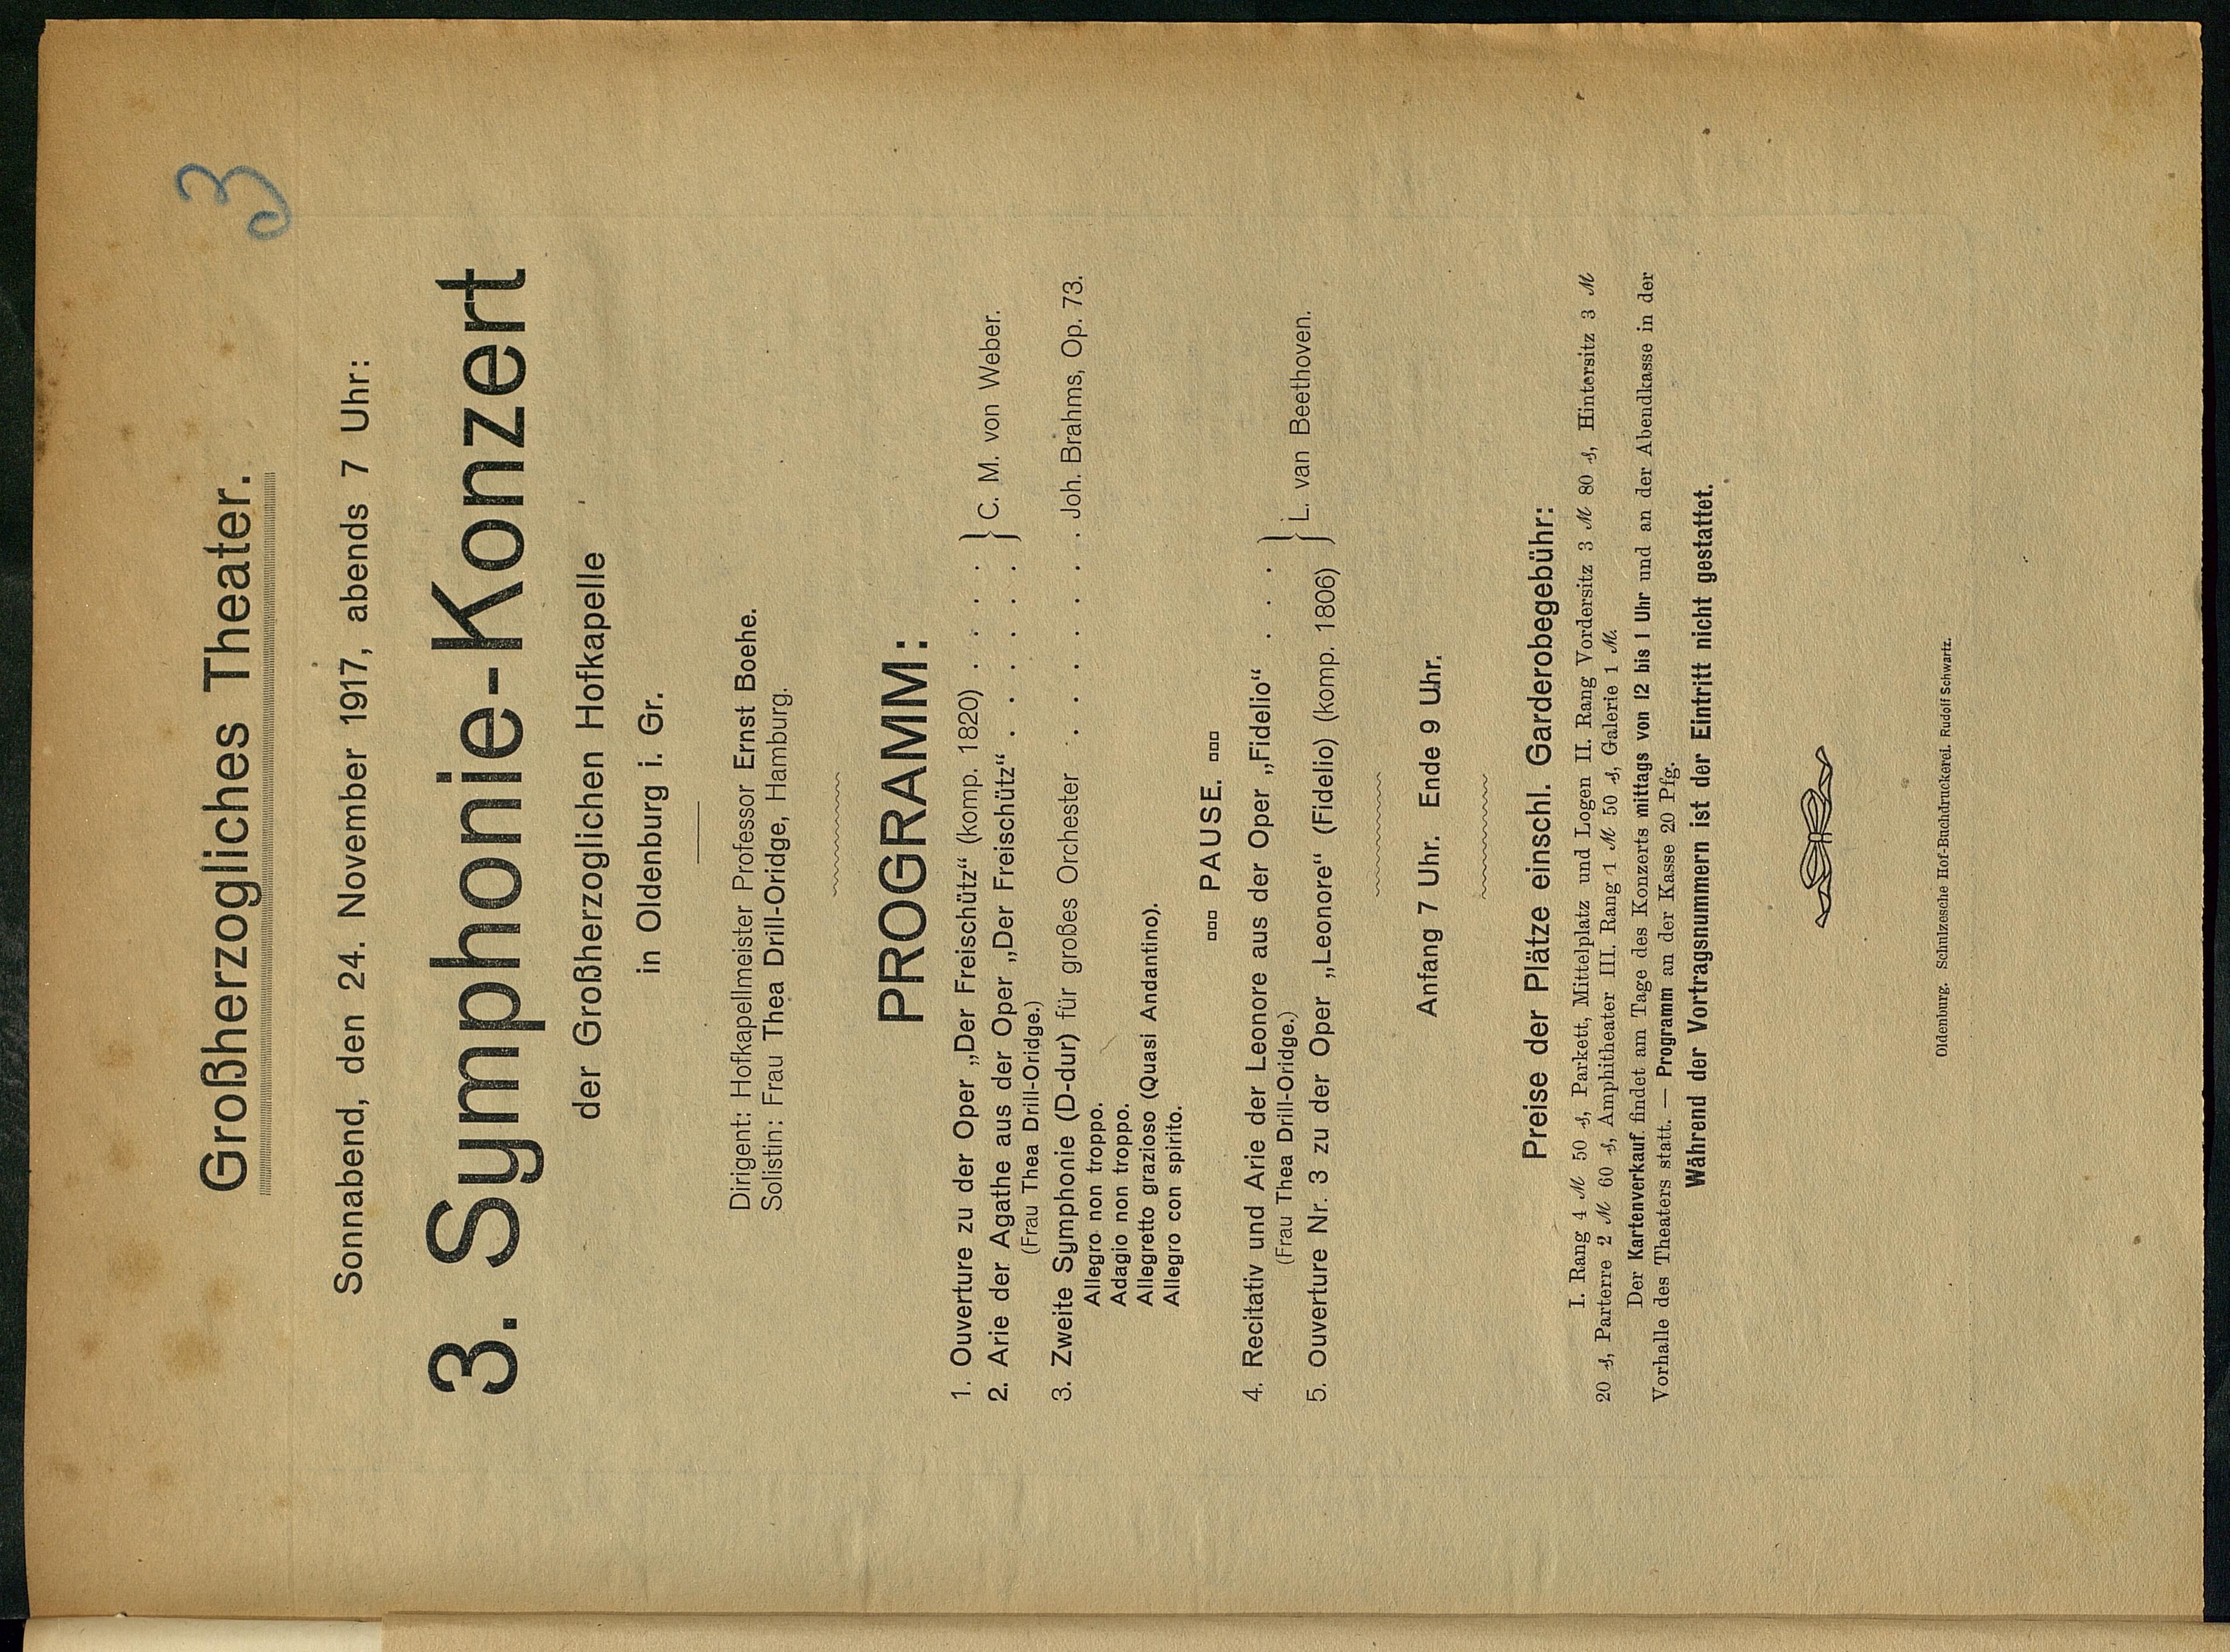 3
Großherzogliches Theater.
Sonnabend, den 24. November 1917, abends 7 Uhr:
3. Symphonie-Konzert
der Großherzoglichen Hofkapelle
in Oldenburg i. Gr.
Dirigent: Hofkapellmeister Professor Ernst Boehe.
Solistin: Frau Thea Drill-Oridge, Hamburg.
PROGRAMM:
1. Ouverture zu der Oper „Der Freischütz“ (komp. 1820) . . . . } C. M. von Weber.
2. Arie der Agathe aus der Oper „Der Freischütz“ . . . . . .
(Frau Thea Drill-Oridge.)
3. Zweite Symphonie (D-dur) für großes Orchester . . . . . . . Joh. Brahms, Op. 73.
Allegro non troppo.
Adagio non troppo.
Allegretto grazioso (Quasi Andantino).
Allegro con spirito.
▫▫▫ PAUSE. ▫▫▫
4. Recitativ und Arie der Leonore aus der Oper „Fidelio“ . . . } L. van Beethoven.
(Frau Thea Drill-Oridge.)
5. Ouverture Nr. 3 zu der Oper „Leonore“ (Fidelio) (komp. 1806)
Anfang 7 Uhr. Ende 9 Uhr.
Preise der Plätze einschl. Garderobegebühr:
I. Rang 4 ℳ 50 ₰, Parkett, Mittelplatz und Logen II. Rang Vordersitz 3 ℳ 80 ₰, Hintersitz 3 ℳ
20 ₰, Parterre 2 ℳ 60 ₰, Amphitheater III. Rang 1 ℳ 50 ₰, Galerie 1 ℳ.
Der Kartenverkauf findet am Tage des Konzerts mittags von 12 bis 1 Uhr und an der Abendkasse in der
Vorhalle des Theaters statt. — Programm an der Kasse 20 Pfg.
Während der Vortragsnummern ist der Eintritt nicht gestattet.
Oldenburg. Schulzesche Hof-Buchdruckerei. Rudolf Schwartz.